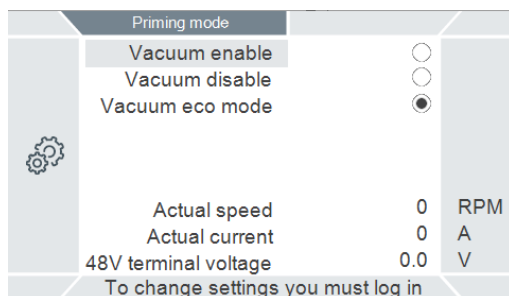 Priming mode
Vacuum enable
Vacuum disable
Vacuum eco mode
Actual speed 0 RPM
Actual current 0 A
48V terminal voltage 0.0 V
To change settings you must log in